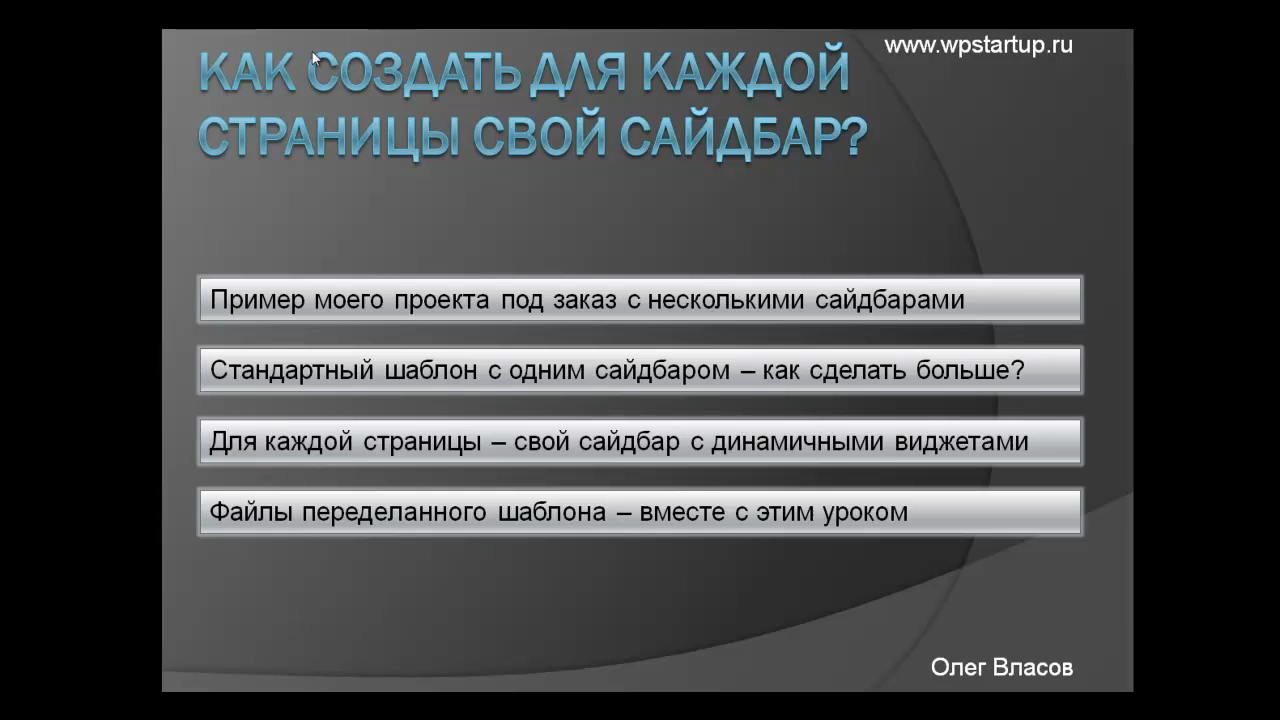 www.wpstartup.ru
КАК СОЗДАТЬ ДЛЯ КАЖДОЙ
СТРАНИЦЫ СВОЙ САЙДБАР?
Пример моего проекта под заказ с несколькими сайдбарами
Стандартный шаблон с одним сайдбаром – как сделать больше?
Для каждой страницы – свой сайдбар с динамичными виджетами
Файлы переделанного шаблона – вместе с этим уроком
Олег Власов